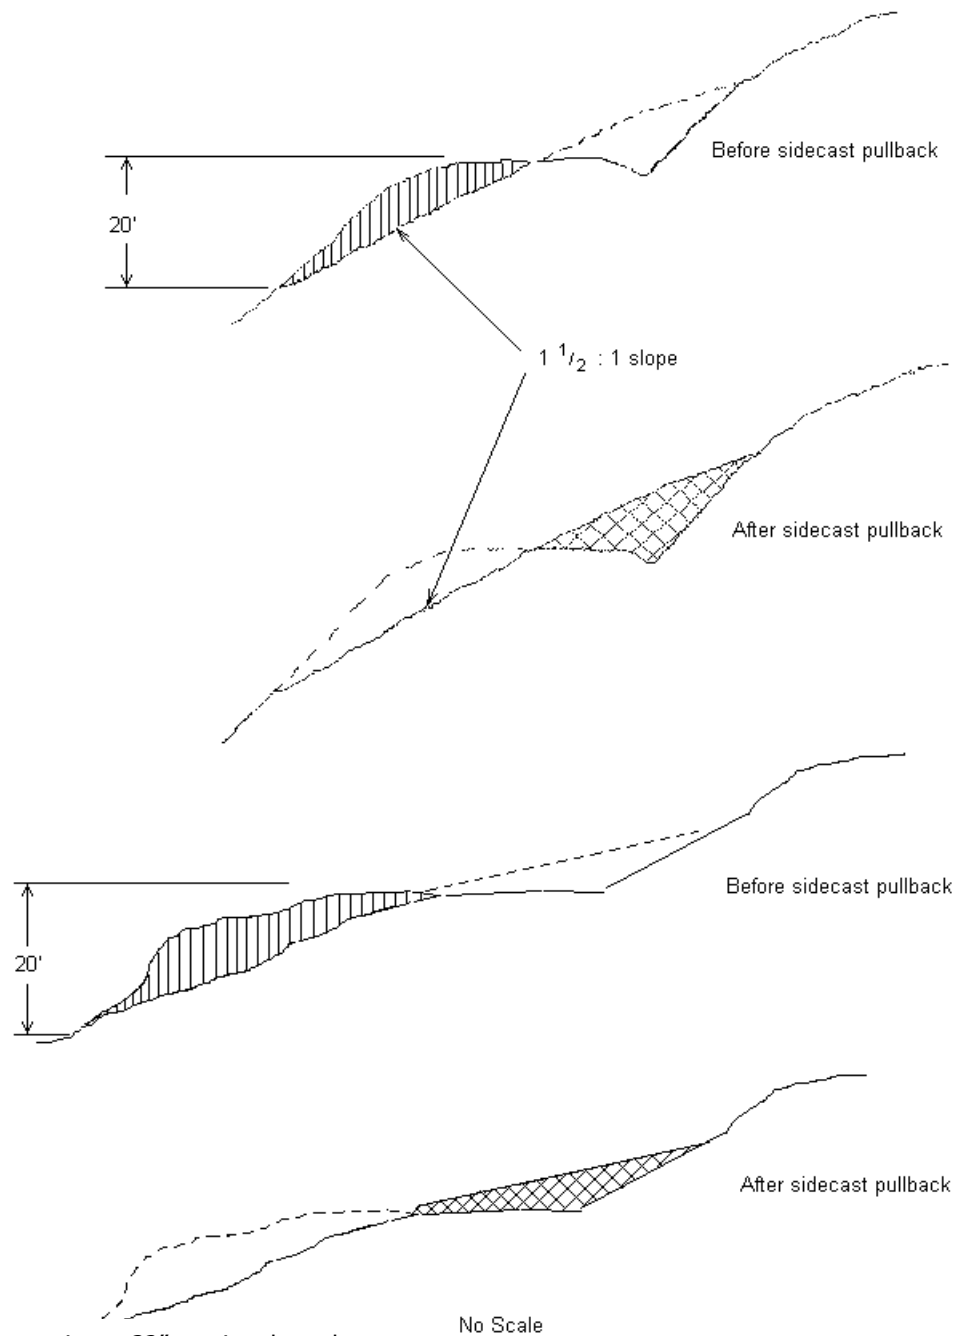 Before sidecast pullback
20'
1 1/2 : 1 slope
After sidecast pullback
Before sidecast pullback
20'
After sidecast pullback
No Scale